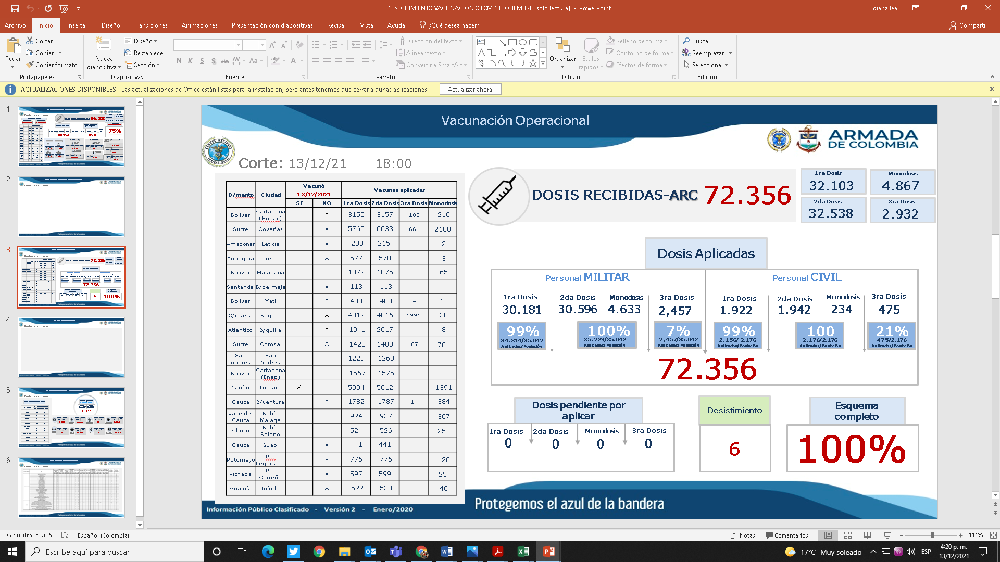 1. SEGUIMIENTO VACUNACION X ESM 13 DICIEMBRE [solo lectura] - PowerPoint
diana.leal
Archivo Inicio Insertar Diseño Transiciones Animaciones Presentación con diapositivas Revisar Vista Ayuda ¿Qué desea hacer? Compartir
Pegar
Cortar
Copiar
Copiar formato
Portapapeles
Nueva diapositiva
Diseño
Restablecer
Sección
Diapositivas
N K S S abc AV Aa A
Fuente
Dirección del texto
Alinear texto
Convertir a SmartArt
Párrafo
Organizar
Estilos rápidos
Relleno de forma
Contorno de forma
Efectos de forma
Dibujo
Buscar
Reemplazar
Seleccionar
Edición
ACTUALIZACIONES DISPONIBLES Las actualizaciones de Office están listas para la instalación, pero antes tenemos que cerrar algunas aplicaciones. Actualizar ahora
1
2
3
4
5
6
Vacunación Operacional
ARMADA
DE COLOMBIA
Corte: 13/12/21 18:00
D/mento Ciudad Vacunó 13/12/2021 Vacunas aplicadas
SI NO 1ra Dosis 2da Dosis 3ra Dosis Monodosis
Bolívar Cartagena (Honac) X 3150 3157 108 216
Sucre Coveñas X 5760 6033 661 2180
Amazonas Leticia X 209 215 2
Antioquia Turbo X 577 578 3
Bolívar Malagana X 1072 1075 65
Santander B/bermeja X 113 113
Bolivar Yati X 483 483 4 1
C/marca Bogotá X 4012 4016 1991 30
Atlántico B/quilla X 1941 2017 8
Sucre Corozal X 1420 1408 167 70
San Andrés San Andrés X 1229 1260
Bolívar Cartagena (Enap) X 1567 1575
Nariño Tumaco X 5004 5012 1391
Cauca B/ventura X 1782 1787 1 384
Valle del Cauca Bahía Málaga X 924 937 307
Choco Bahía Solano X 524 526 25
Cauca Guapi X 441 441
Putumayo Pto Leguizamo X 776 776 120
Vichada Pto Carreño X 597 599 25
Guainía Inírida X 522 530 40
DOSIS RECIBIDAS-ARC 72.356
1ra Dosis 32.103
Monodosis 4.867
2da Dosis 32.538
3ra Dosis 2.932
Dosis Aplicadas
Personal MILITAR
1ra Dosis 2da Dosis Monodosis 3ra Dosis
30.181 30.596 4.633 2,457
99% 100% 7%
34.814/35.042 35.229/35.042 2,457/35.042
Aplicadas/ Población Aplicadas/ Población Aplicadas/ Población
Personal CIVIL
1ra Dosis 2da Dosis Monodosis 3ra Dosis
1.922 1.942 234 475
99% 100 21%
2.156/ 2.176 2.176/2.176 475/2.176
Aplicadas/ Población Aplicadas/ Población Aplicadas/ Población
72.356
Dosis pendiente por aplicar
1ra Dosis 2da Dosis Monodosis 3ra Dosis
0 0 0 0
Desistimiento
6
Esquema completo
100%
Información Público Clasificado - Versión 2 - Enero/2020
Protegemos el azul de la bandera
Diapositiva 3 de 6 Español (Colombia) Notas Comentarios 111%
Escribe aquí para buscar
17°C Muy soleado ESP 4:20 p. m.
13/12/2021